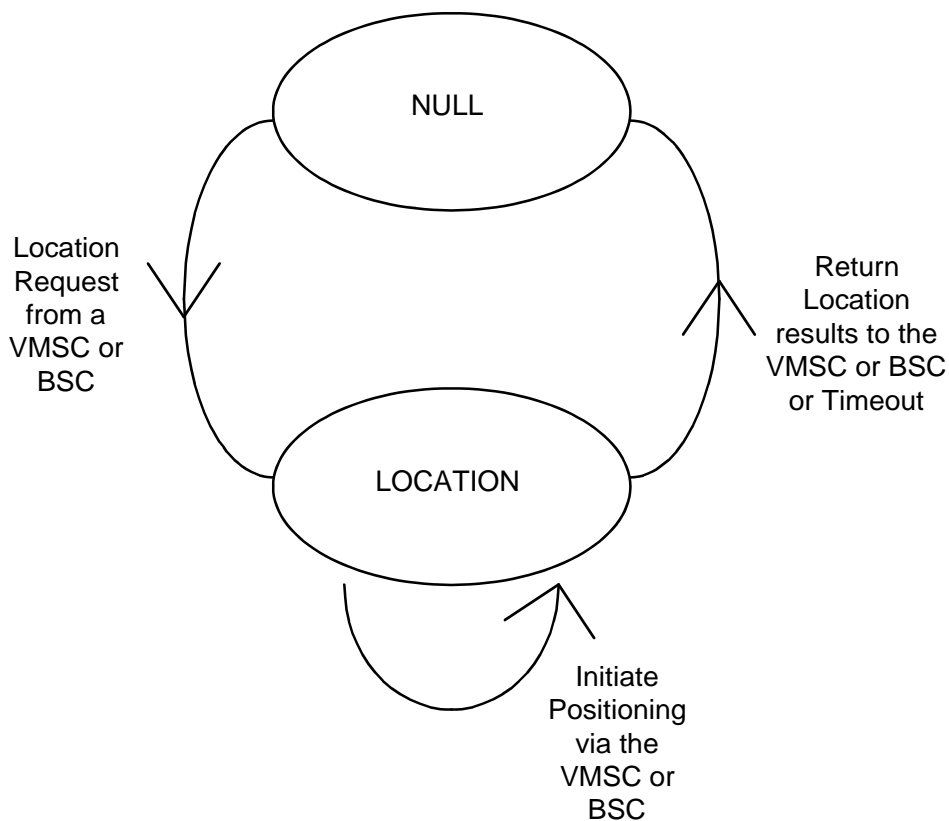 NULL
Location
Request
from a
VMSC or
BSC
Return
Location
results to the
VMSC or BSC
or Timeout
LOCATION
Initiate
Positioning
via the
VMSC or
BSC